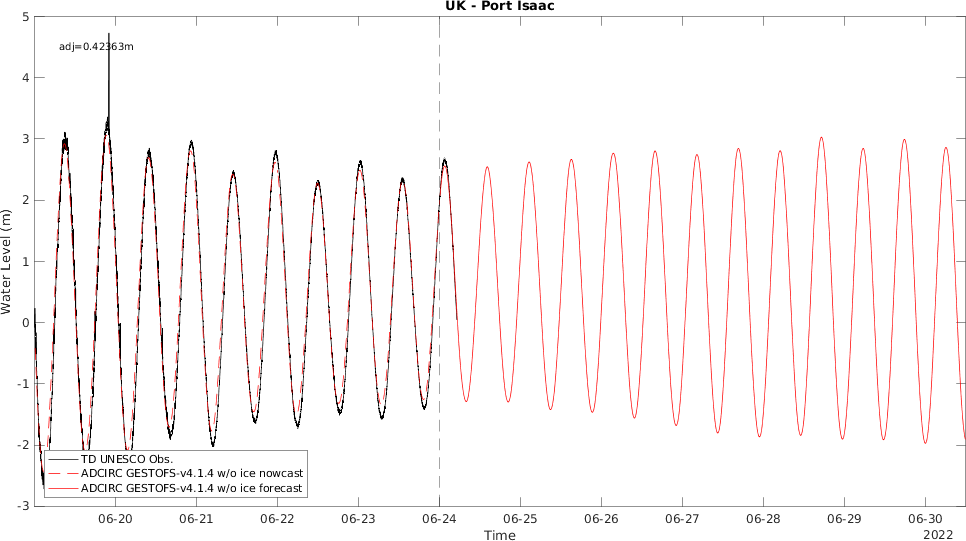 UK - Port Isaac
5
adj=0.42363m
4
3
2
1
0
-1
-2
-3
Water Level (m)
TD UNESCO Obs.
ADCIRC GESTOFS-v4.1.4 w/o ice nowcast
ADCIRC GESTOFS-v4.1.4 w/o ice forecast
06-20 06-21 06-22 06-23 06-24 06-25 06-26 06-27 06-28 06-29 06-30
Time
2022